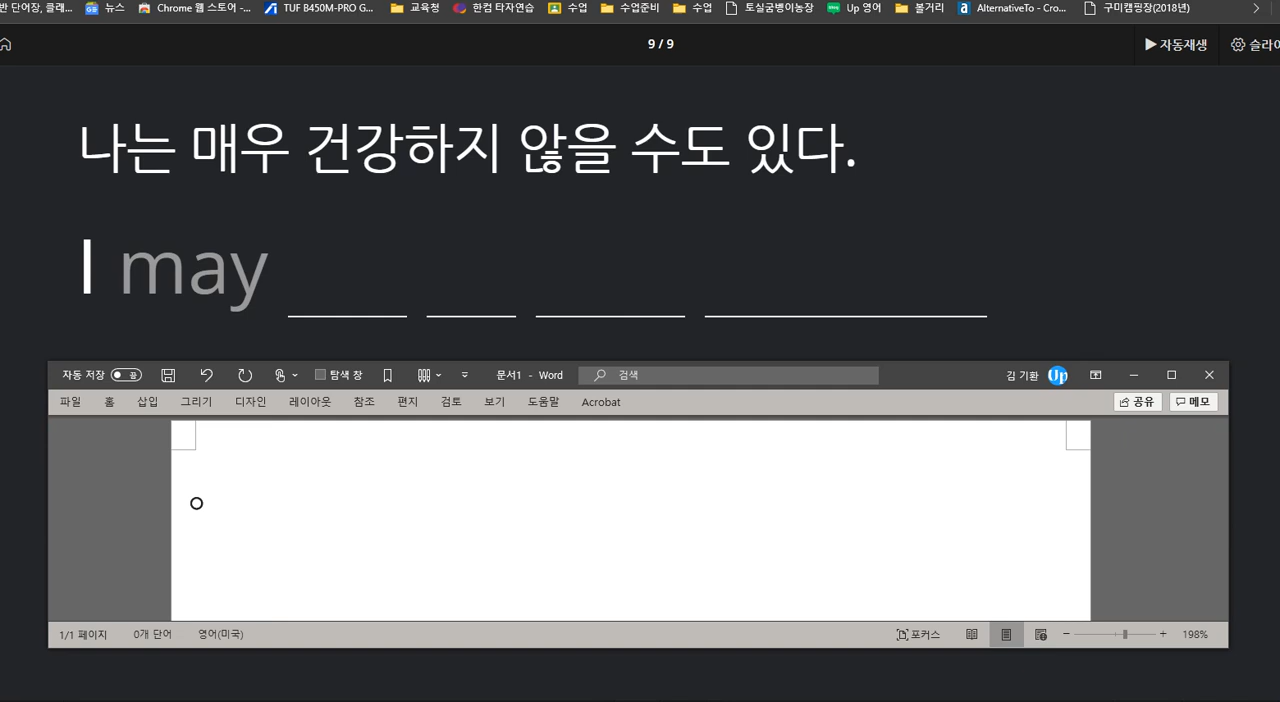 반 단어장, 클래... 뉴스 Chrome 웹 스토어 -... TUF B450M-PRO G... 교육청 한컴 타자연습 수업 수업준비 수업 토실굼벵이농장 Up 영어 볼거리 AlternativeTo - Cro... 구미캠핑장(2018년)
9 / 9 자동재생 슬라이
나는 매우 건강하지 않을 수도 있다.
I may
자동 저장 끔 탐색 창 문서1 - Word 검색 김 기환 Up
파일 홈 삽입 그리기 디자인 레이아웃 참조 편지 검토 보기 도움말 Acrobat 공유 메모
1/1 페이지 0개 단어 영어(미국) 포커스 198%